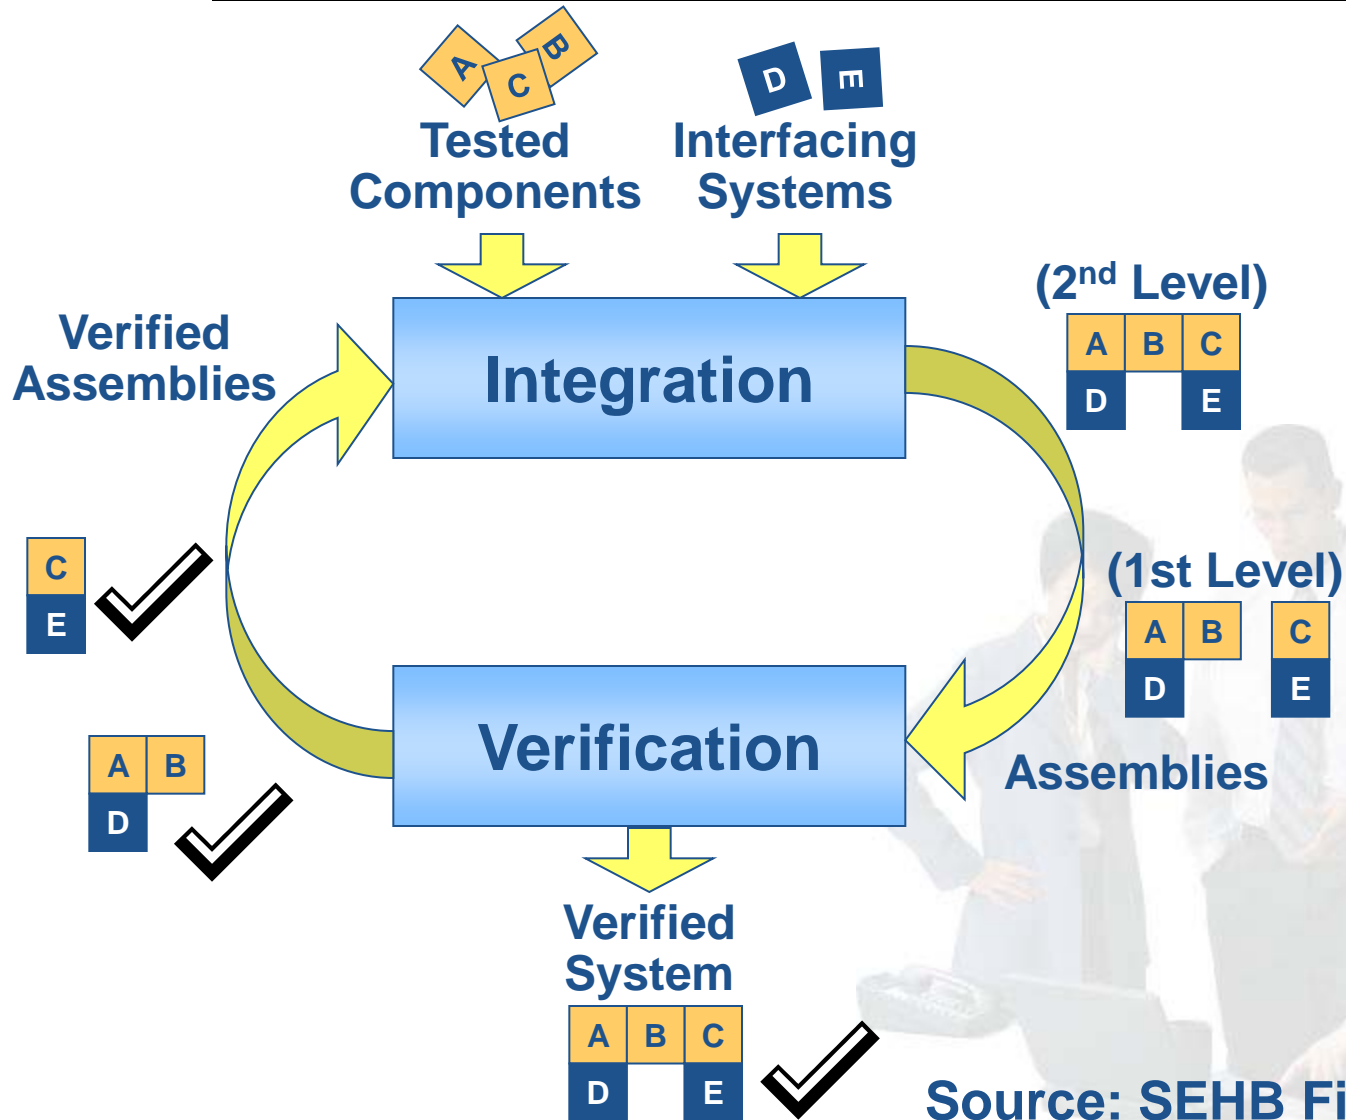 A
B
C
D
E
Tested
Components
Interfacing
Systems
(2nd Level)
A B C
D E
Verified
Assemblies
Integration
C
E
(1st Level)
A B C
D E
Assemblies
Verification
A B
D
Verified
System
A B C
D E
Source: SEHB Fi